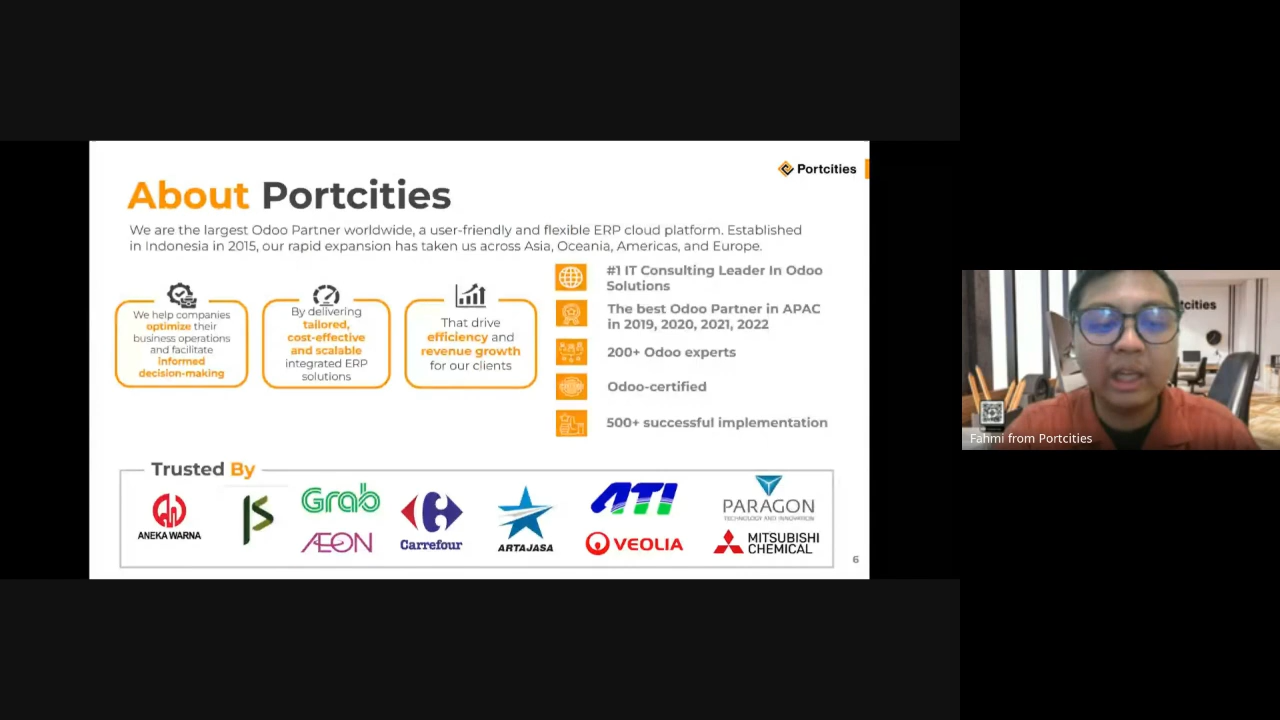 Portcities
About Portcities
We are the largest Odoo Partner worldwide, a user-friendly and flexible ERP cloud platform. Established
in Indonesia in 2015, our rapid expansion has taken us across Asia, Oceania, Americas, and Europe.
We help companies
optimize their
business operations
and facilitate
informed
decision-making
By delivering
tailored,
cost-effective
and scalable
integrated ERP
solutions
That drive
efficiency and
revenue growth
for our clients
#1 IT Consulting Leader In Odoo
Solutions
The best Odoo Partner in APAC
in 2019, 2020, 2021, 2022
200+ Odoo experts
Odoo-certified
500+ successful implementation
Trusted By
ANEKA WARNA
Grab
AEON
Carrefour
ARTAJASA
ATI
VEOLIA
PARAGON
TECHNOLOGY AND INNOVATION
MITSUBISHI
CHEMICAL
6
Fahmi from Portcities